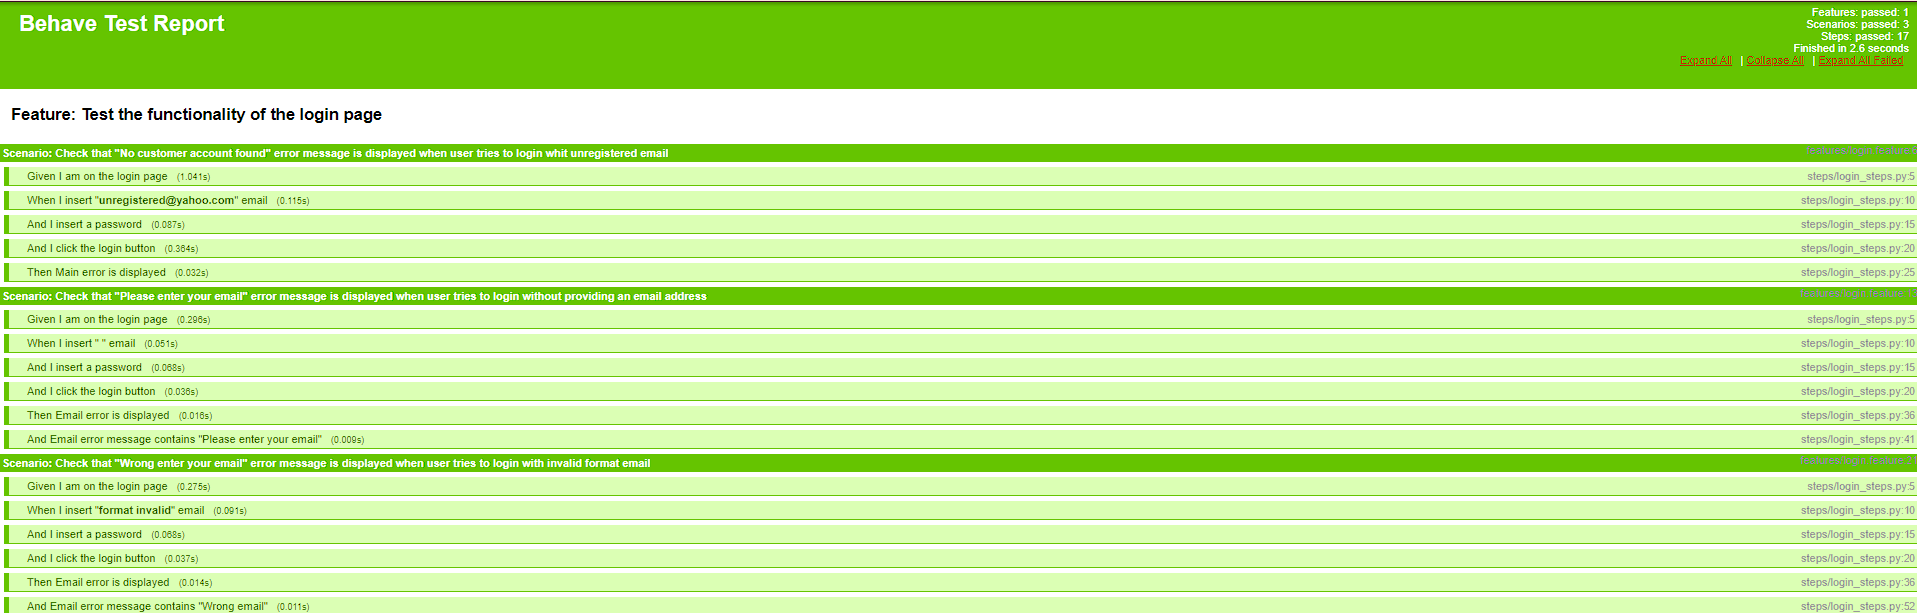 Behave Test Report
Features: passed: 1
Scenarios: passed: 3
Steps: passed: 17
Finished in 2.6 seconds
Expand All | Collapse All | Expand All Failed
Feature: Test the functionality of the login page
Scenario: Check that "No customer account found" error message is displayed when user tries to login whit unregistered email
Given I am on the login page (1.041s) steps/login_steps.py:5
When I insert "unregistered@yahoo.com" email (0.115s) steps/login_steps.py:10
And I insert a password (0.087s) steps/login_steps.py:15
And I click the login button (0.364s) steps/login_steps.py:20
Then Main error is displayed (0.032s) steps/login_steps.py:25
Scenario: Check that "Please enter your email" error message is displayed when user tries to login without providing an email address
Given I am on the login page (0.296s) steps/login_steps.py:5
When I insert " " email (0.051s) steps/login_steps.py:10
And I insert a password (0.068s) steps/login_steps.py:15
And I click the login button (0.036s) steps/login_steps.py:20
Then Email error is displayed (0.016s) steps/login_steps.py:36
And Email error message contains "Please enter your email" (0.009s) steps/login_steps.py:41
Scenario: Check that "Wrong enter your email" error message is displayed when user tries to login with invalid format email
Given I am on the login page (0.275s) steps/login_steps.py:5
When I insert "format invalid" email (0.091s) steps/login_steps.py:10
And I insert a password (0.068s) steps/login_steps.py:15
And I click the login button (0.037s) steps/login_steps.py:20
Then Email error is displayed (0.014s) steps/login_steps.py:36
And Email error message contains "Wrong email" (0.011s) steps/login_steps.py:52